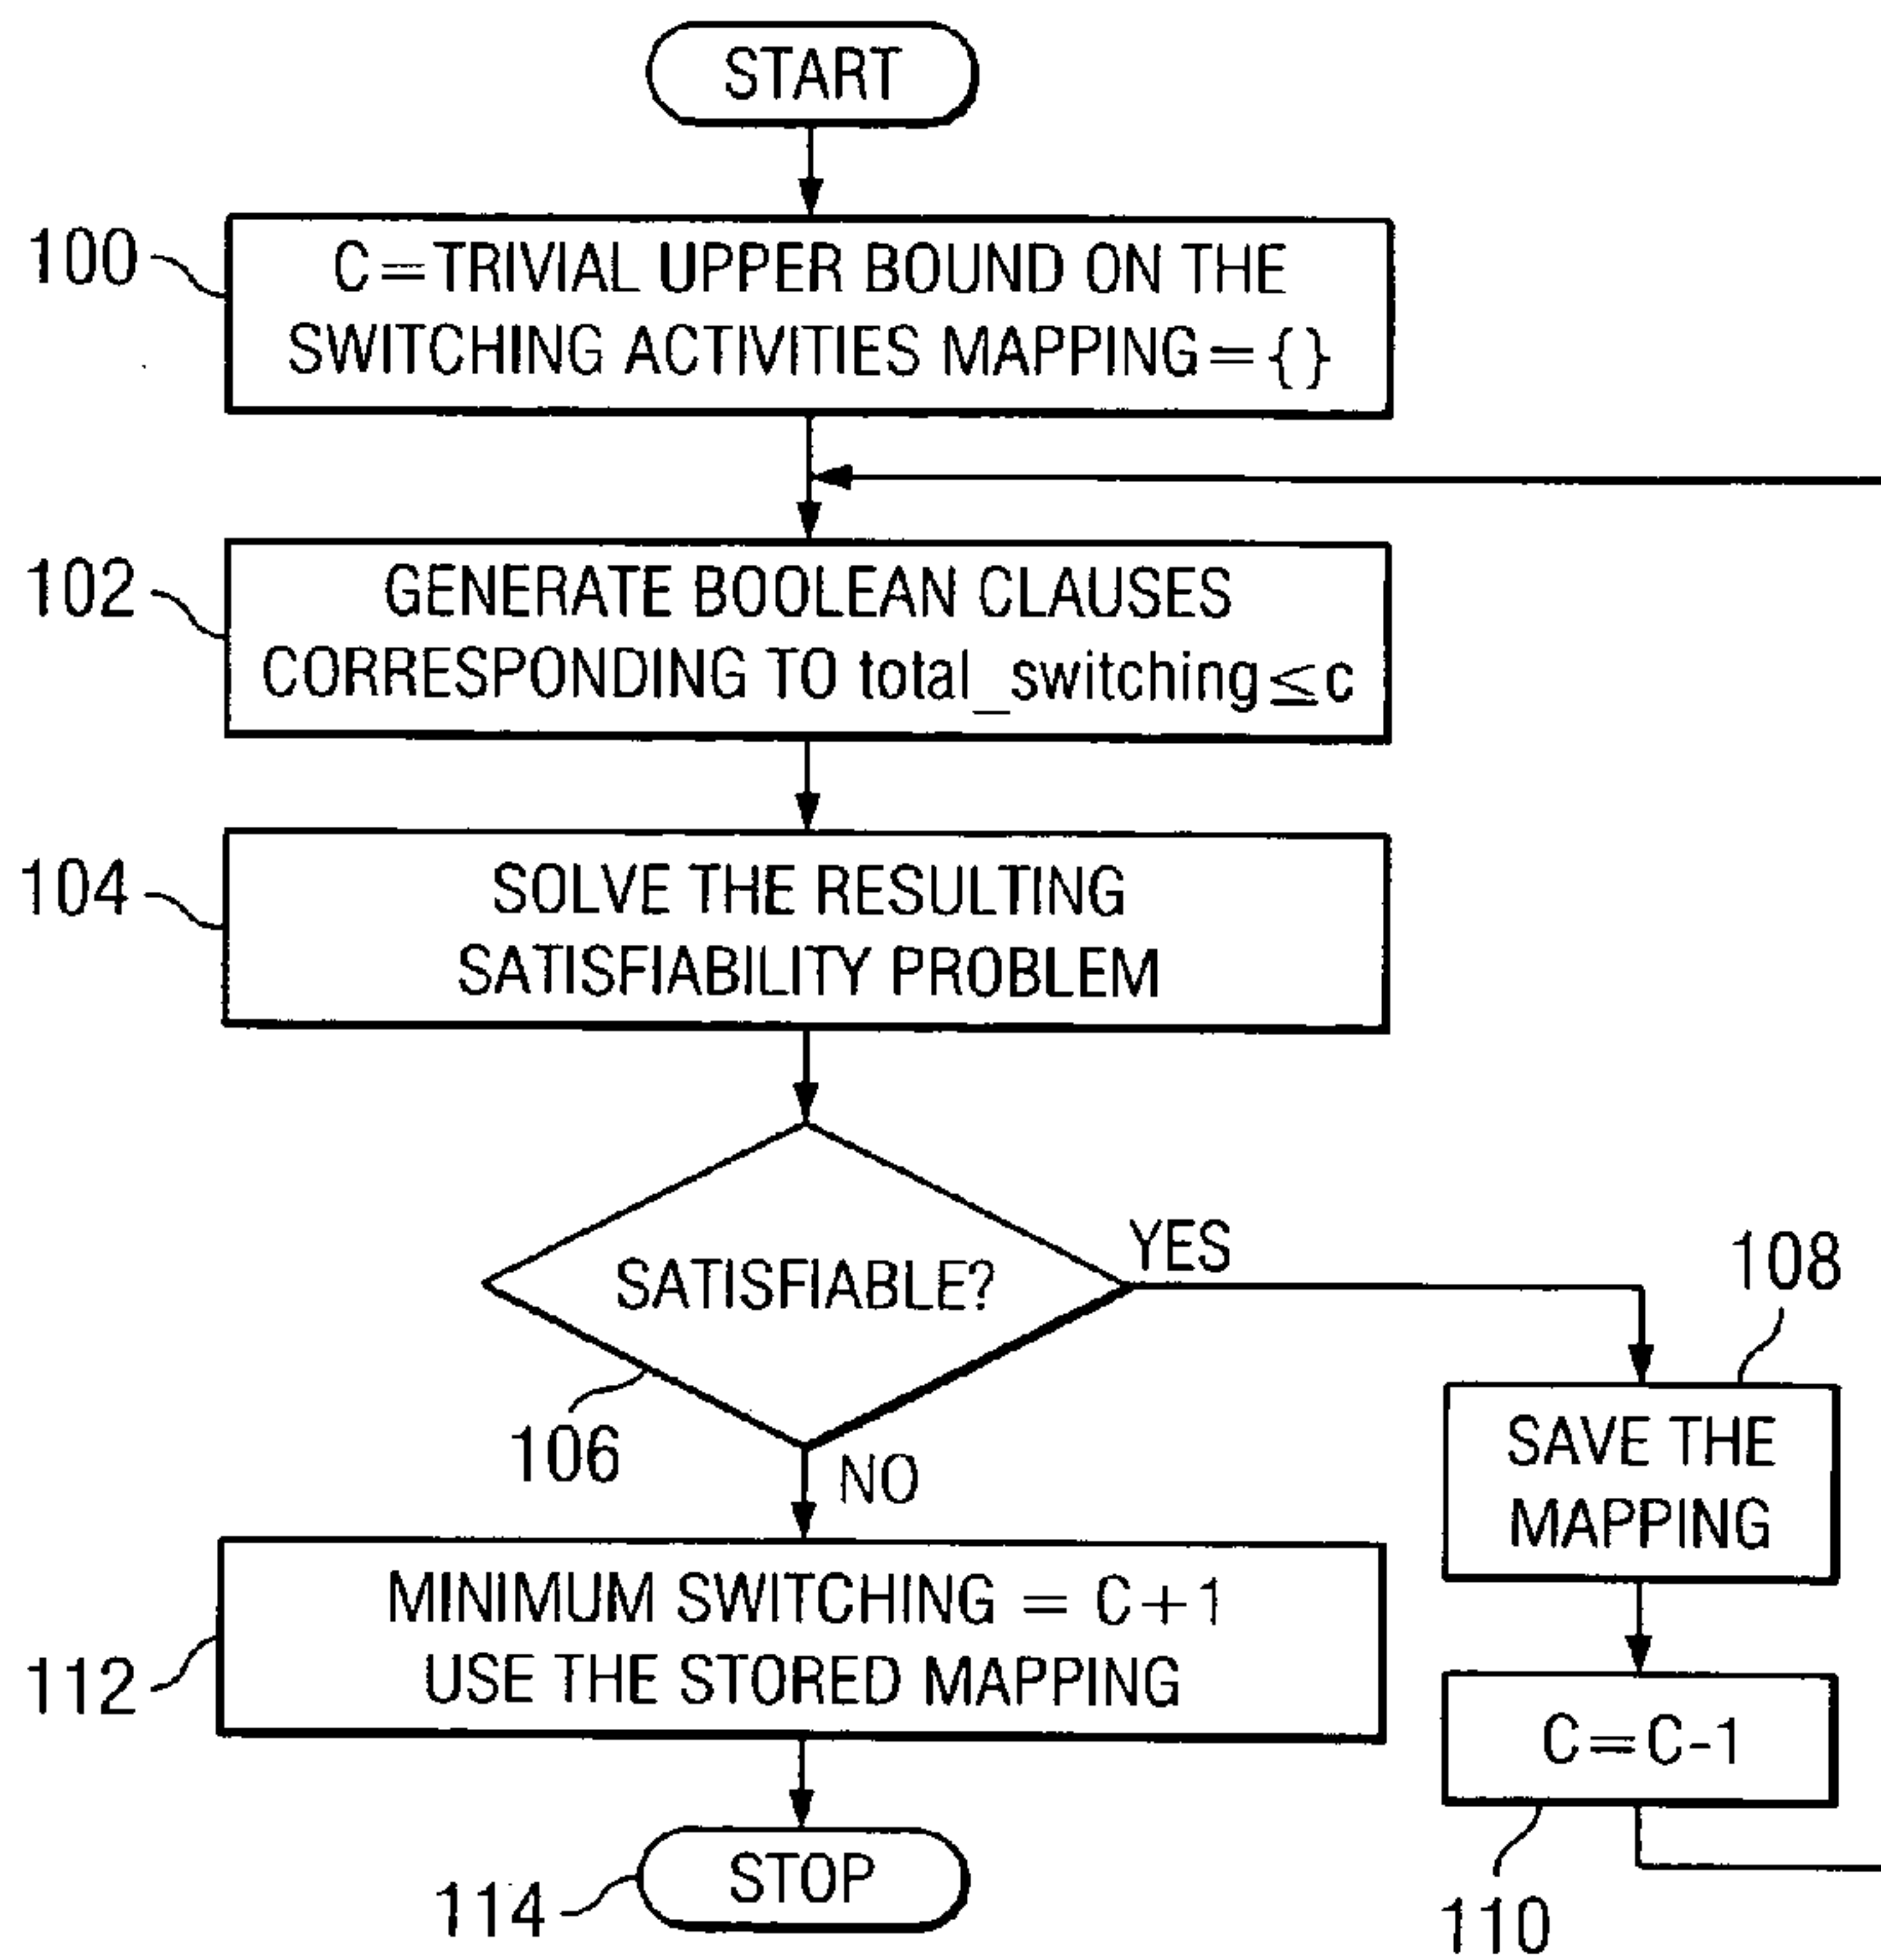 START
100
C=TRIVIAL UPPER BOUND ON THE
SWITCHING ACTIVITIES MAPPING={}
102
GENERATE BOOLEAN CLAUSES
CORRESPONDING TO total_switching≤c
104
SOLVE THE RESULTING
SATISFIABILITY PROBLEM
SATISFIABLE?
YES
106
NO
108
SAVE THE
MAPPING
112
MINIMUM SWITCHING = C+1
USE THE STORED MAPPING
C=C-1
110
114
STOP